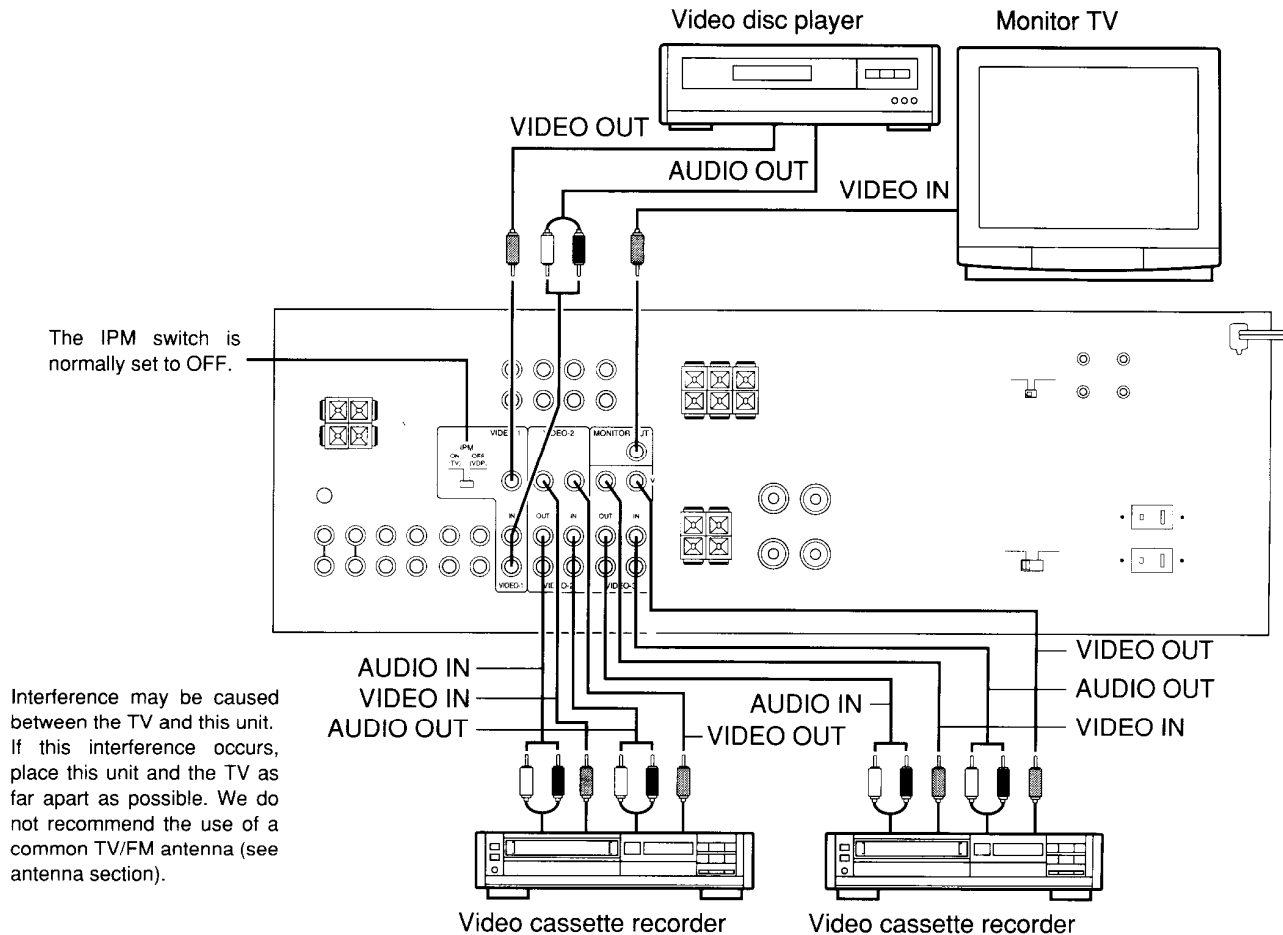 Video disc player
Monitor TV
VIDEO OUT
AUDIO OUT
VIDEO IN
The IPM switch is
normally set to OFF.
VIDEO-2
MONITOR
IPM
ON OFF
(TV) (VDP)
IN OUT IN OUT IN
VIDEO-1
AUDIO IN
VIDEO IN
AUDIO OUT
VIDEO OUT
AUDIO IN
VIDEO OUT
AUDIO OUT
VIDEO IN
Interference may be caused
between the TV and this unit.
If this interference occurs,
place this unit and the TV as
far apart as possible. We do
not recommend the use of a
common TV/FM antenna (see
antenna section).
Video cassette recorder
Video cassette recorder